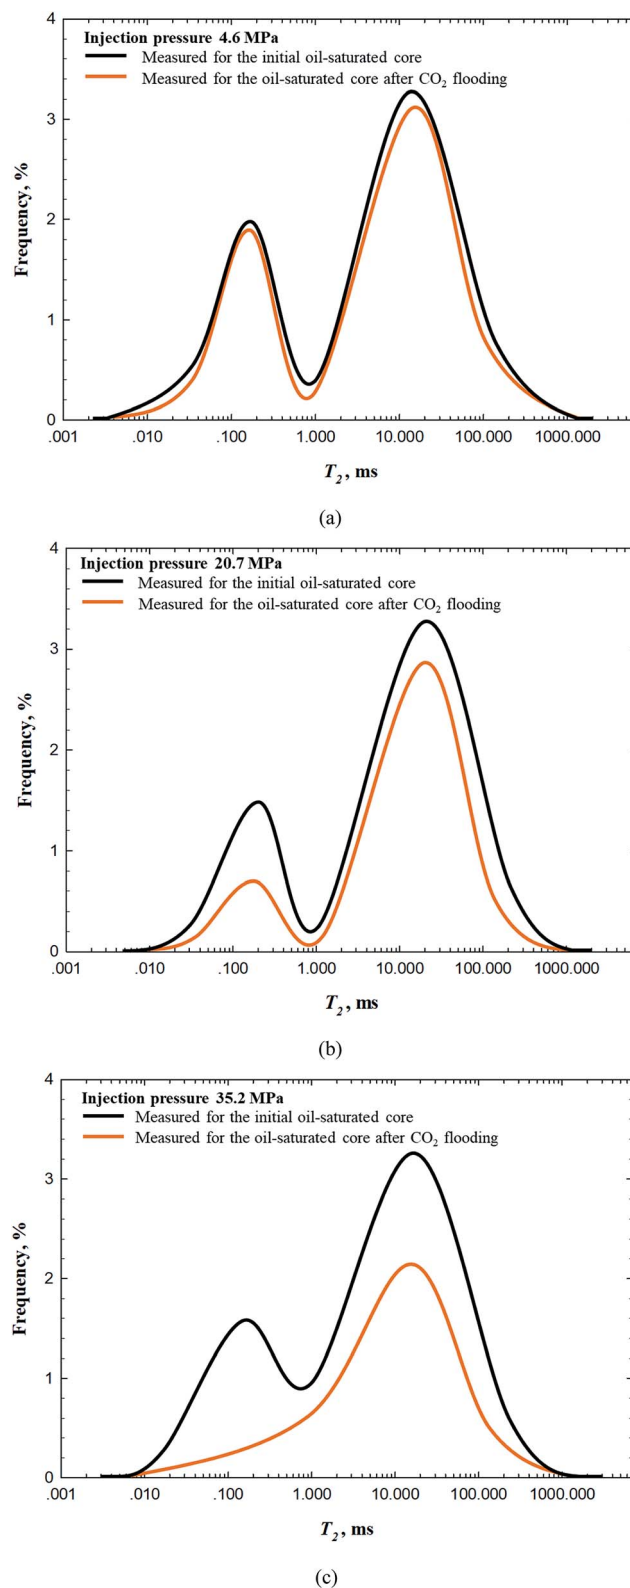 Injection pressure 4.6 MPa
Measured for the initial oil-saturated core
Measured for the oil-saturated core after CO₂ flooding
4
3
2
1
0
Frequency, %
.001 .010 .100 1.000 10.000 100.000 1000.000
T₂, ms
(a)
Injection pressure 20.7 MPa
Measured for the initial oil-saturated core
Measured for the oil-saturated core after CO₂ flooding
4
3
2
1
0
Frequency, %
.001 .010 .100 1.000 10.000 100.000 1000.000
T₂, ms
(b)
Injection pressure 35.2 MPa
Measured for the initial oil-saturated core
Measured for the oil-saturated core after CO₂ flooding
4
3
2
1
0
Frequency, %
.001 .010 .100 1.000 10.000 100.000 1000.000
T₂, ms
(c)